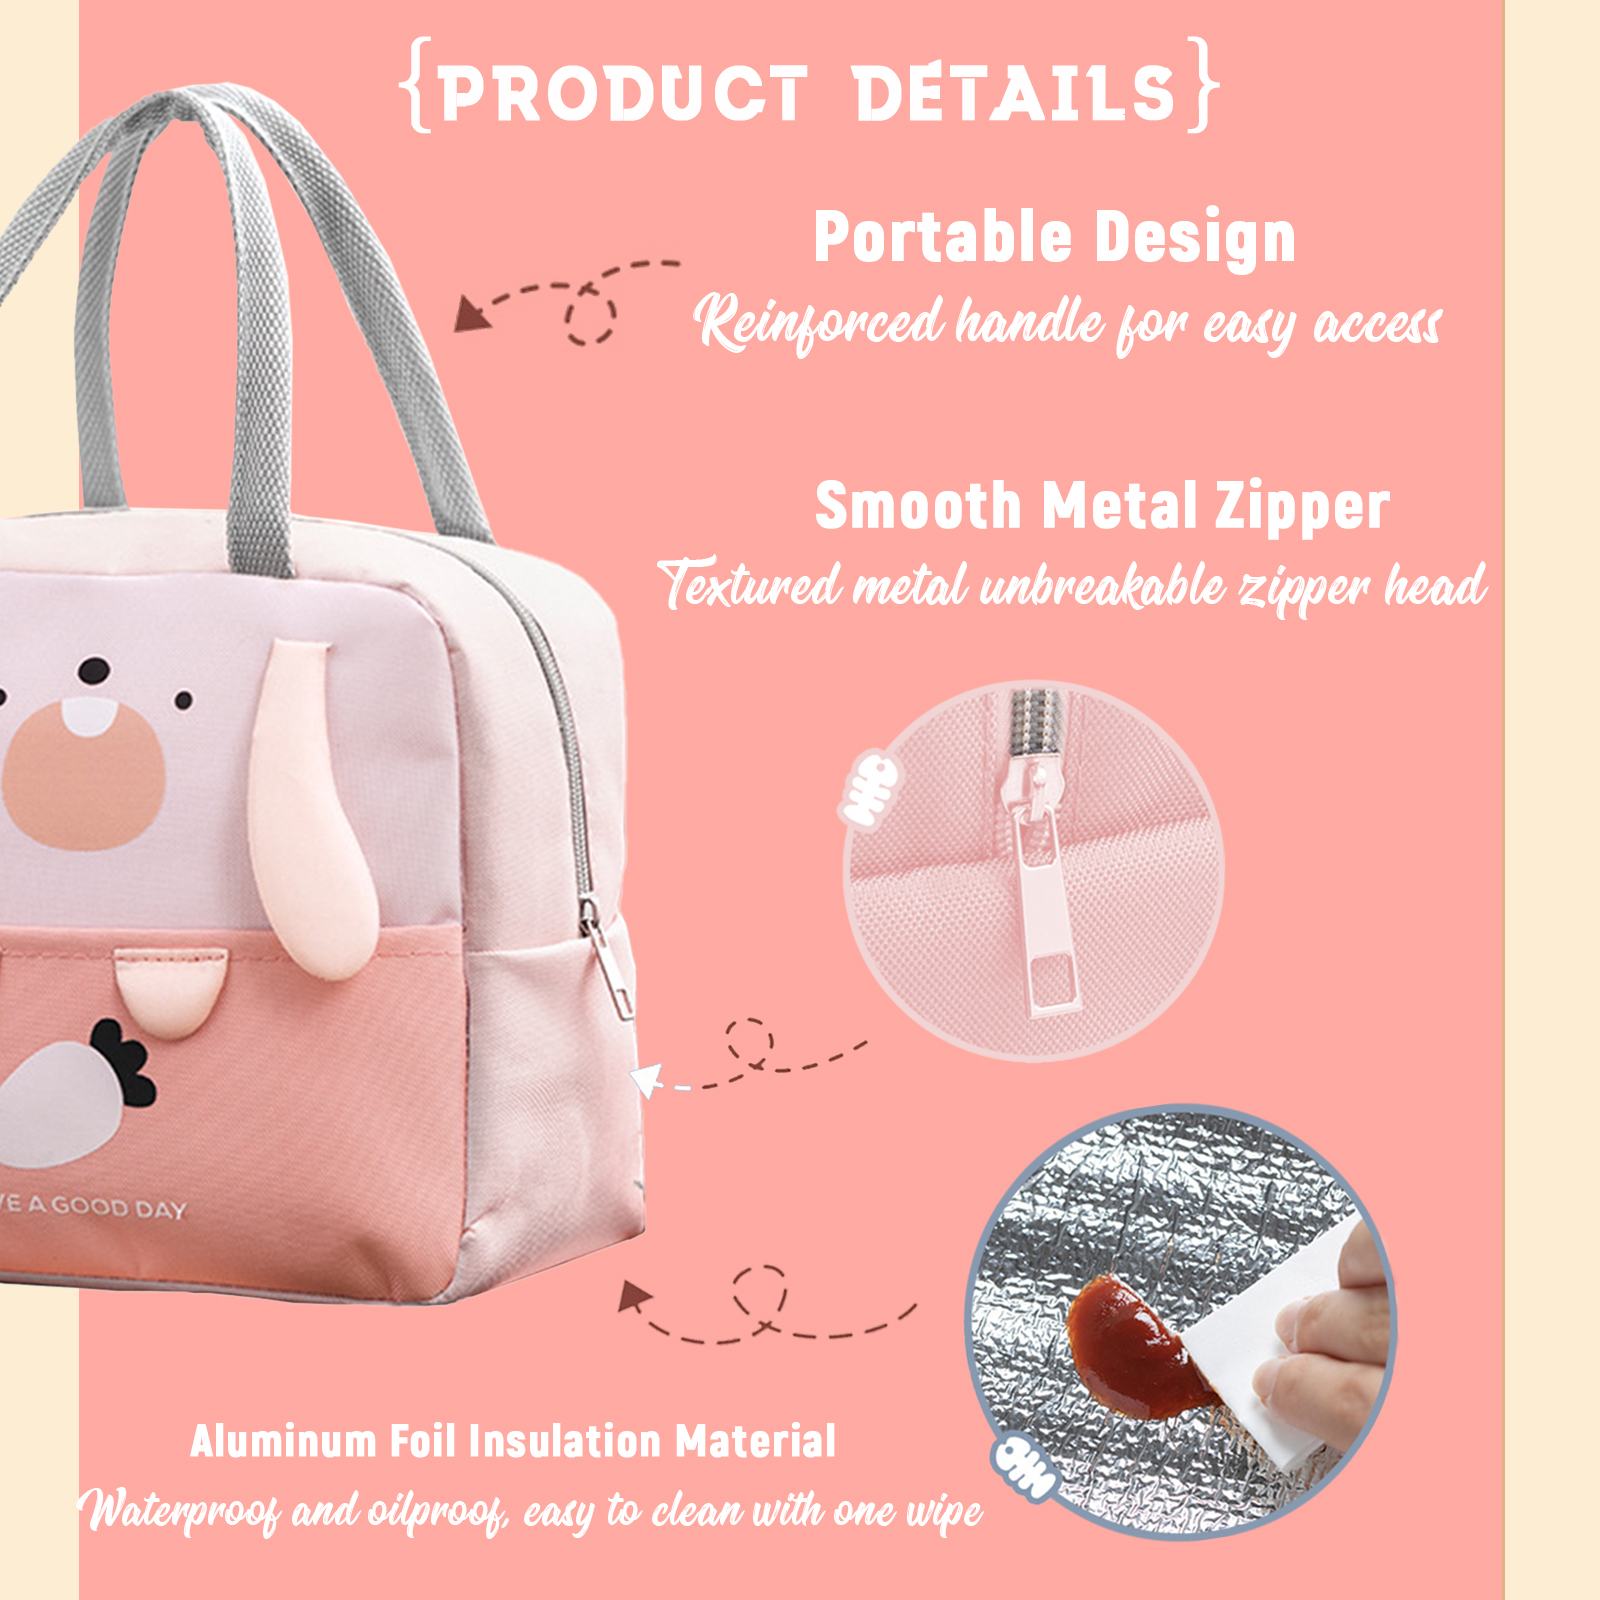 {PRODUCT DETAILS}
Portable Design
Reinforced handle for easy access
Smooth Metal Zipper
Textured metal unbreakable zipper head
VE A GOOD DAY
Aluminum Foil Insulation Material
Waterproof and oilproof, easy to clean with one wipe